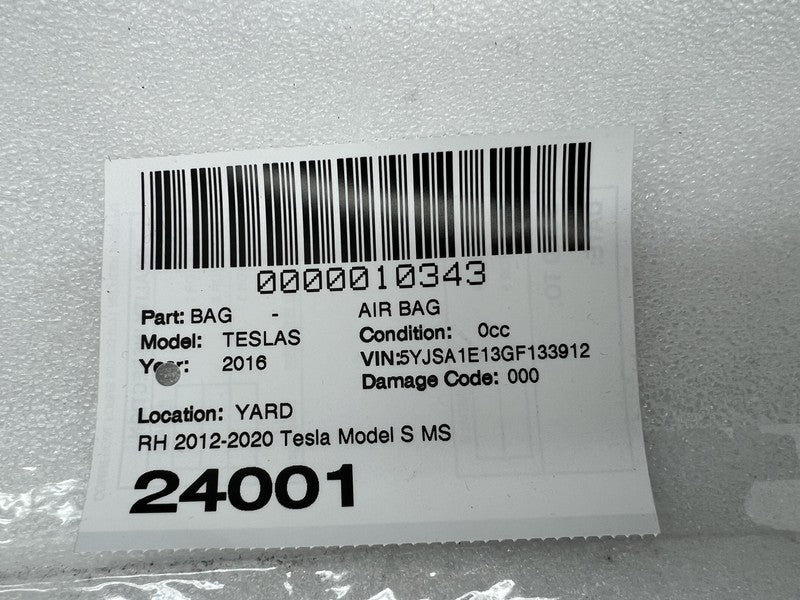 0000010343
Part: BAG - AIR BAG
Model: TESLAS Condition: 0cc
Year: 2016 VIN:5YJSA1E13GF133912
Damage Code: 000
Location: YARD
RH 2012-2020 Tesla Model S MS
24001